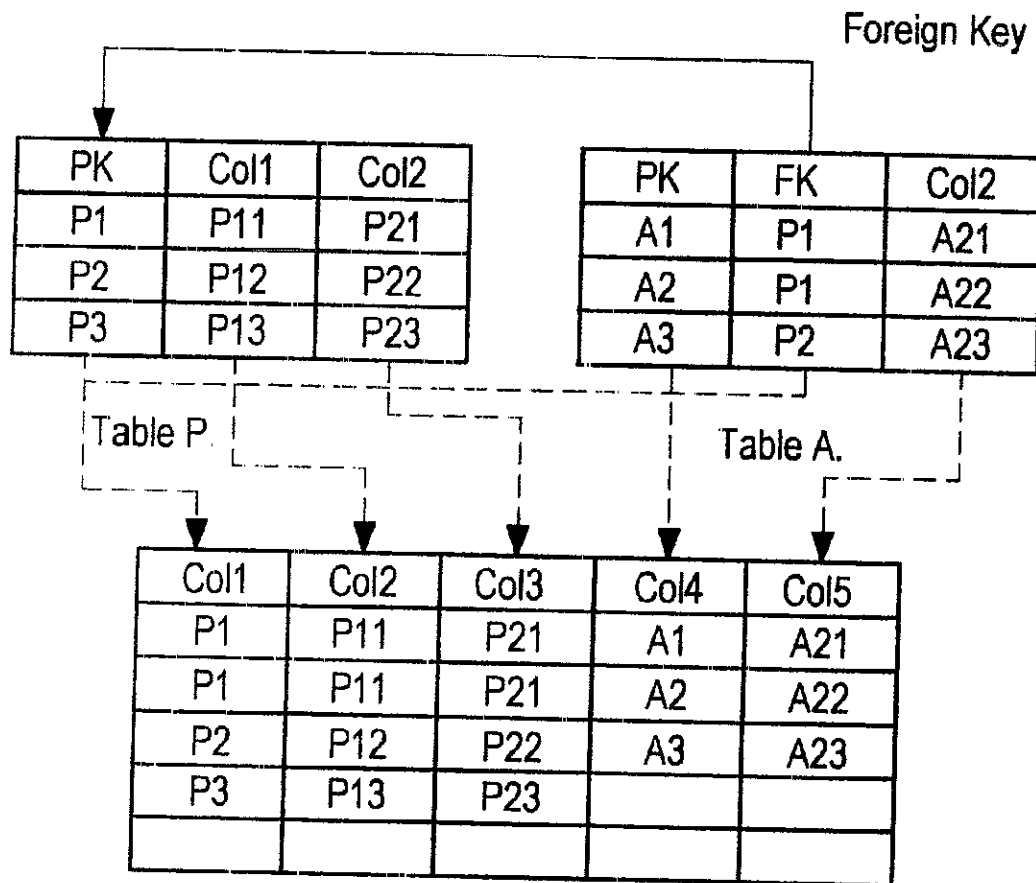 Foreign Key
PK Col1 Col2
P1 P11 P21
P2 P12 P22
P3 P13 P23
PK FK Col2
A1 P1 A21
A2 P1 A22
A3 P2 A23
Table P.
Table A.
Col1 Col2 Col3 Col4 Col5
P1 P11 P21 A1 A21
P1 P11 P21 A2 A22
P2 P12 P22 A3 A23
P3 P13 P23